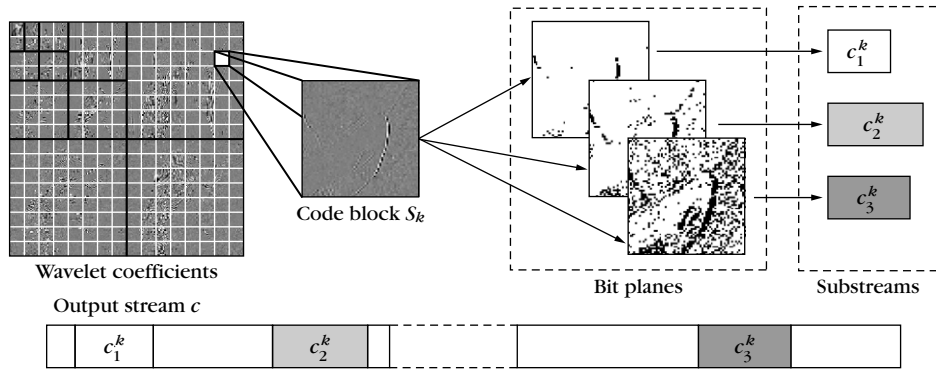 c_1^k
c_2^k
c_3^k
Code block S_k
Wavelet coefficients
Bit planes
Substreams
Output stream c
c_1^k
c_2^k
c_3^k